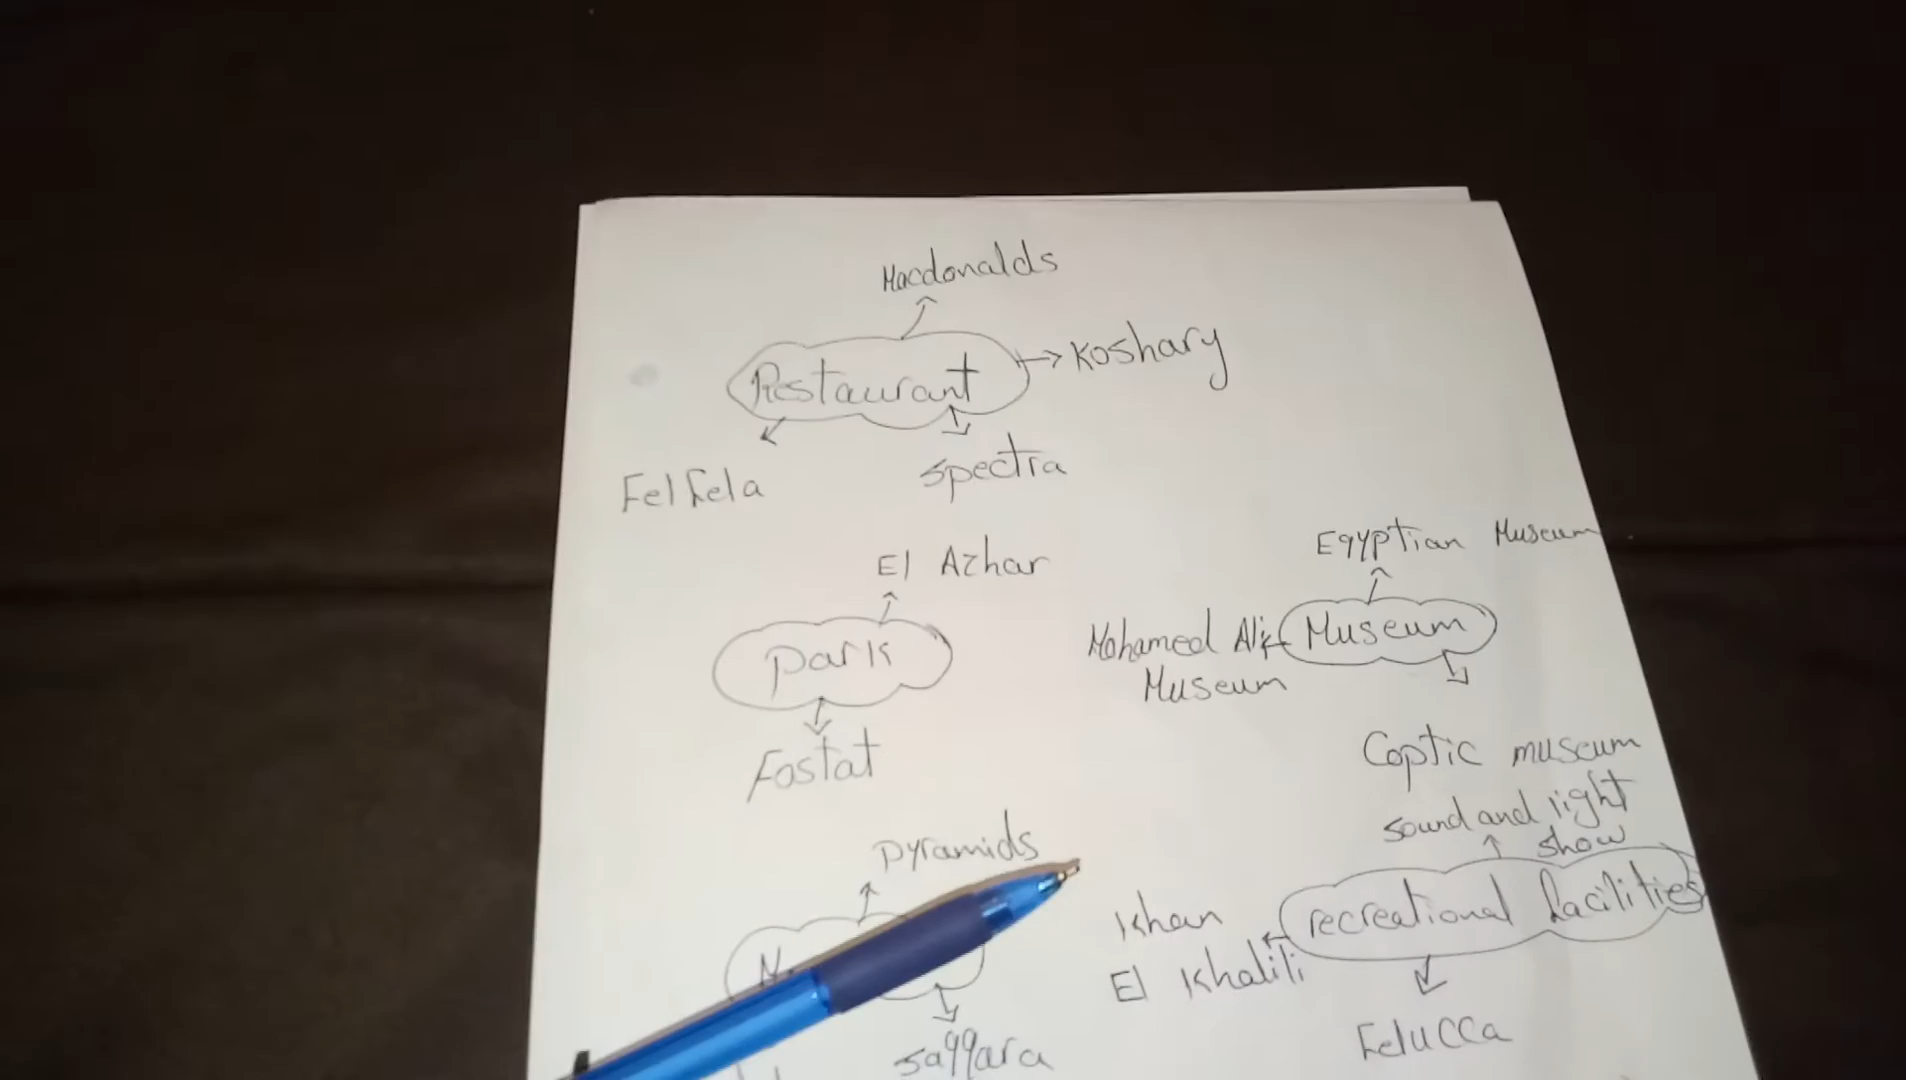 Macdonalds
Restaurant
Koshary
Felfela
Spectra
El Azhar
Park
Fostat
Egyptian Museum
Museum
Mohamed Ali
Museum
Coptic museum
Pyramids
saqqara
sound and light
show
recreational facilities
Khan
El Khalili
Felucca